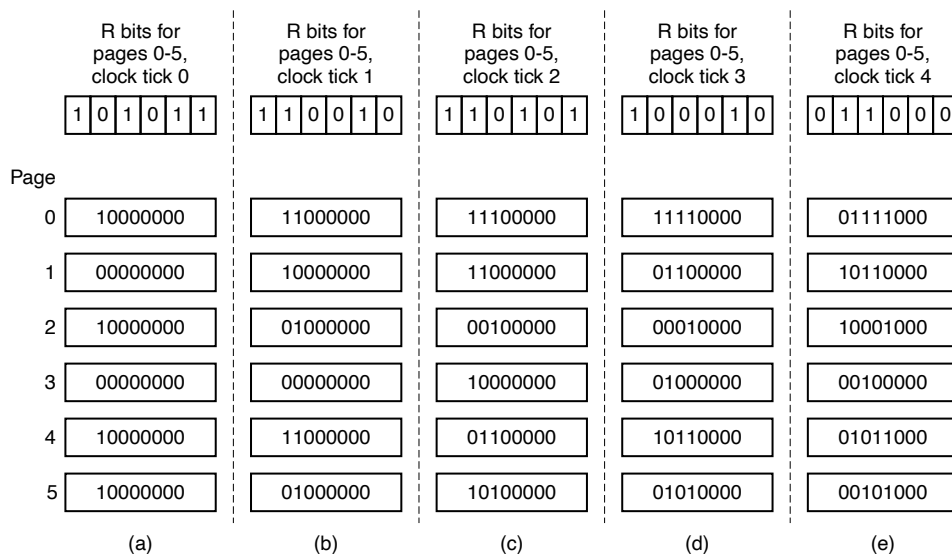 R bits for pages 0-5, clock tick 0
R bits for pages 0-5, clock tick 1
R bits for pages 0-5, clock tick 2
R bits for pages 0-5, clock tick 3
R bits for pages 0-5, clock tick 4
1 0 1 0 1 1
1 1 0 0 1 0
1 1 0 1 0 1
1 0 0 0 1 0
0 1 1 0 0 0
Page
0 10000000 11000000 11100000 11110000 01111000
1 00000000 10000000 11000000 01100000 10110000
2 10000000 01000000 00100000 00010000 10001000
3 00000000 00000000 10000000 01000000 00100000
4 10000000 11000000 01100000 10110000 01011000
5 10000000 01000000 10100000 01010000 00101000
(a) (b) (c) (d) (e)